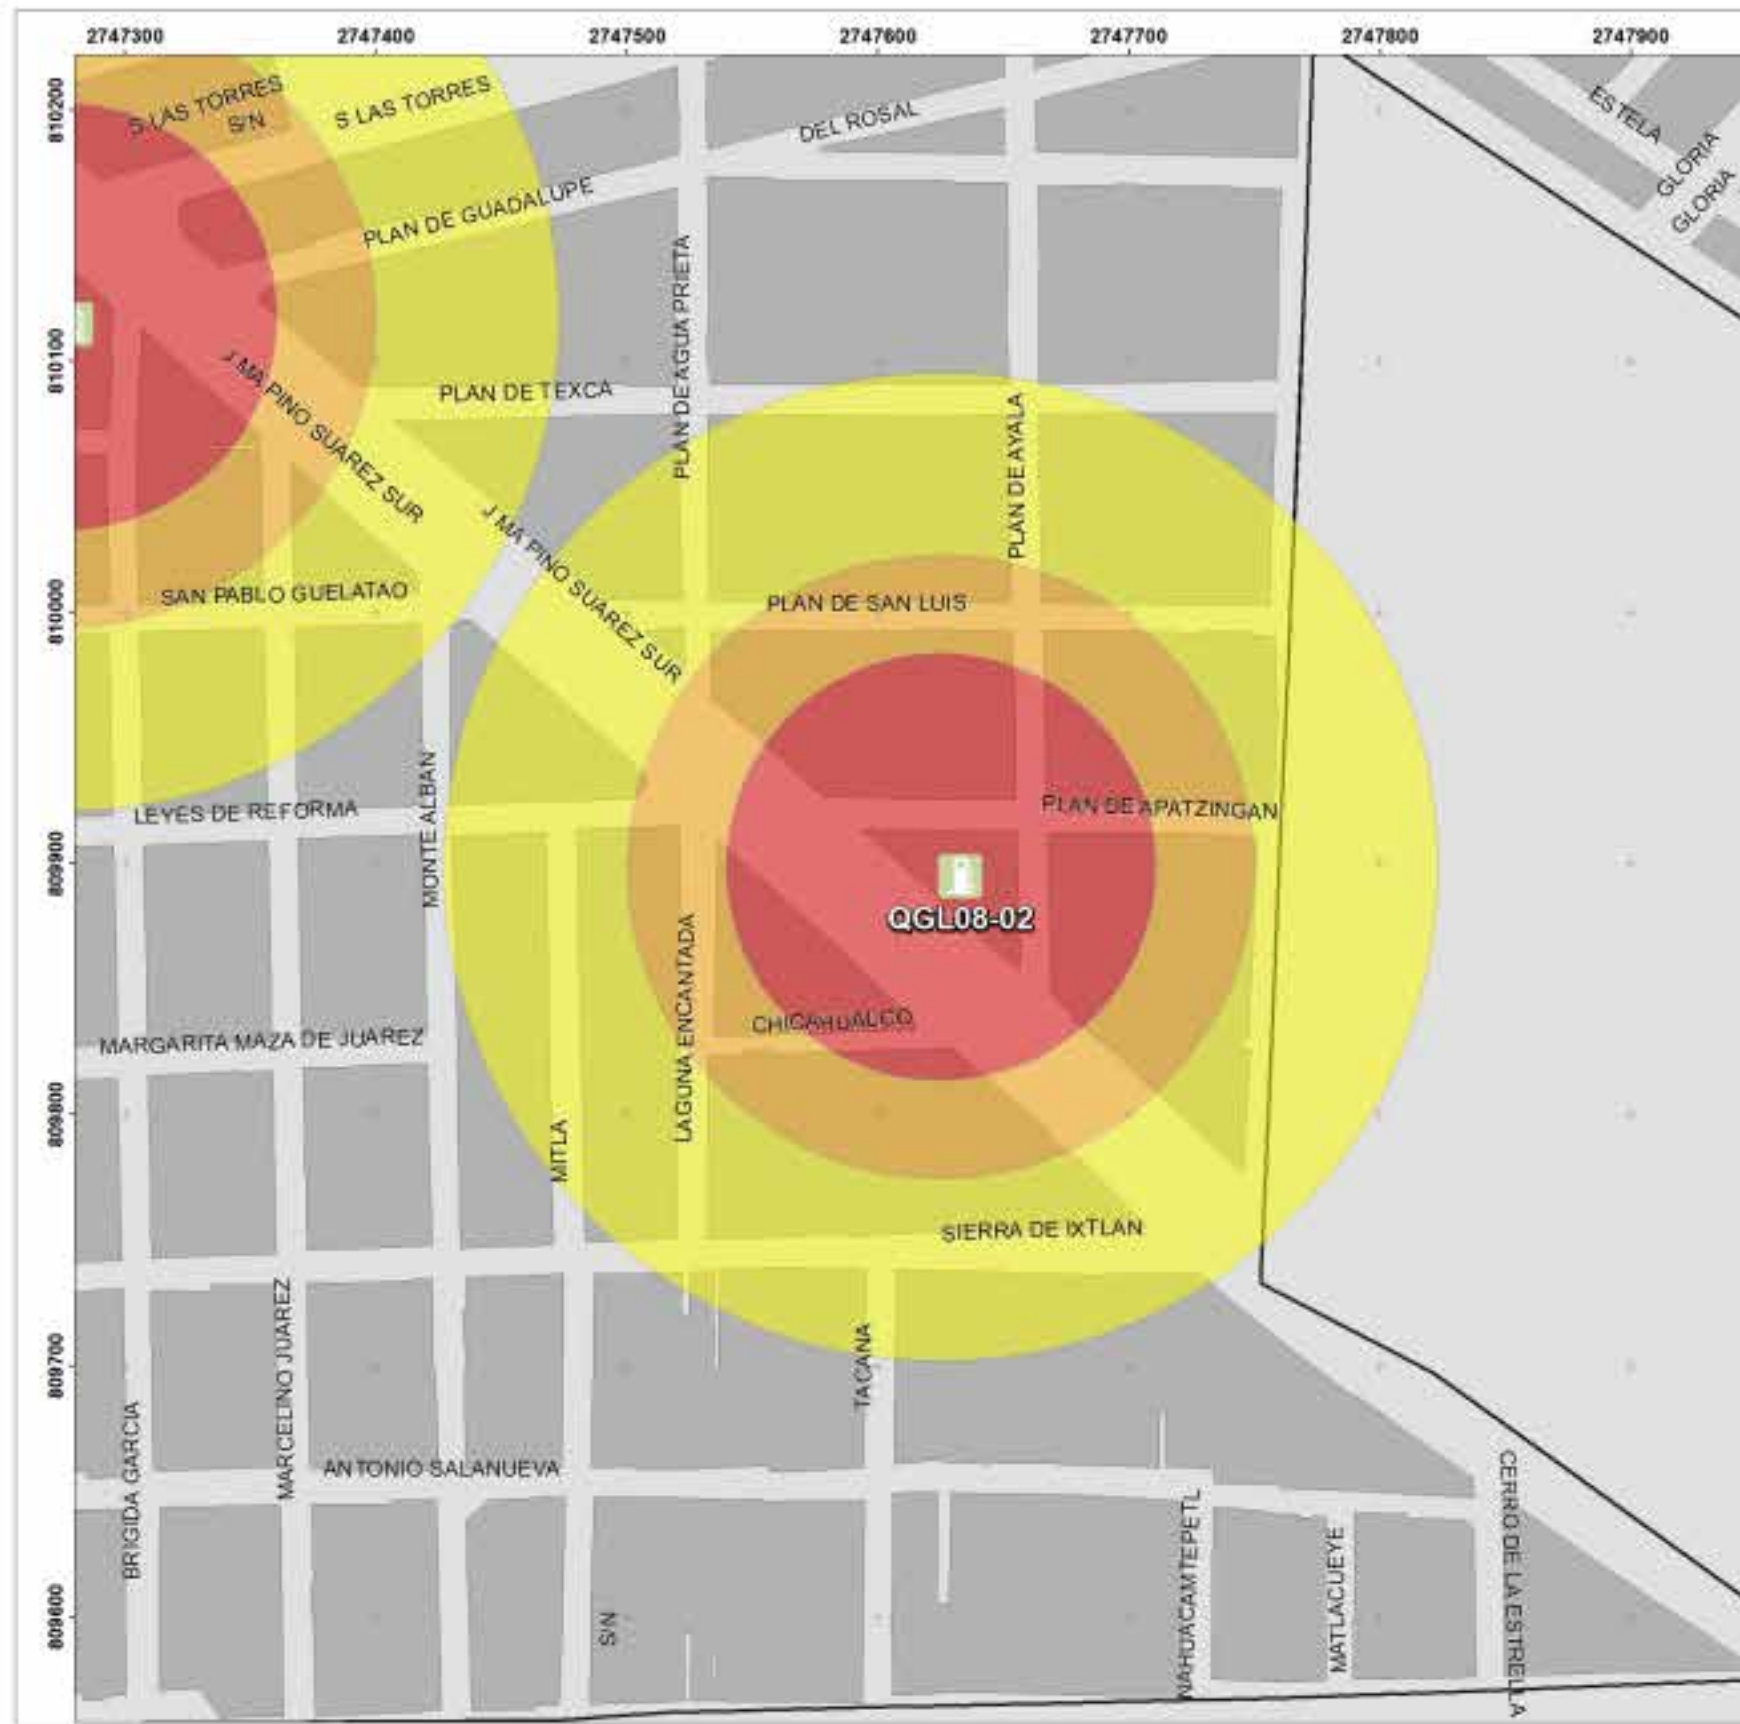 2747300 2747400 2747500 2747600 2747700 2747800 2747900
810200
810100
810000
809900
809800
809700
809600
S LAS TORRES
S/N
S LAS TORRES
DEL ROSAL
ESTELA
GLORIA
GLORIA
PLAN DE GUADALUPE
PLAN DE AGUA PRIETA
J MA PINO SUAREZ SUR
PLAN DE TEXCA
PLAN DE AYALA
J MA PINO SUAREZ SUR
SAN PABLO GUELATAO
PLAN DE SAN LUIS
LEYES DE REFORMA
MONTE ALBAN
PLAN DE APATZINGAN
QGL08-02
LAGUNA ENCANTADA
CHICAHUALCO
MARGARITA MAZA DE JUAREZ
MITLA
SIERRA DE IXTLAN
MARCELINO JUAREZ
TACANA
BRIGIDA GARCIA
ANTONIO SALANUEVA
CERRO DE LA ESTRELLA
NAHUACAMTEPETL
MATLACUEYE
S/N